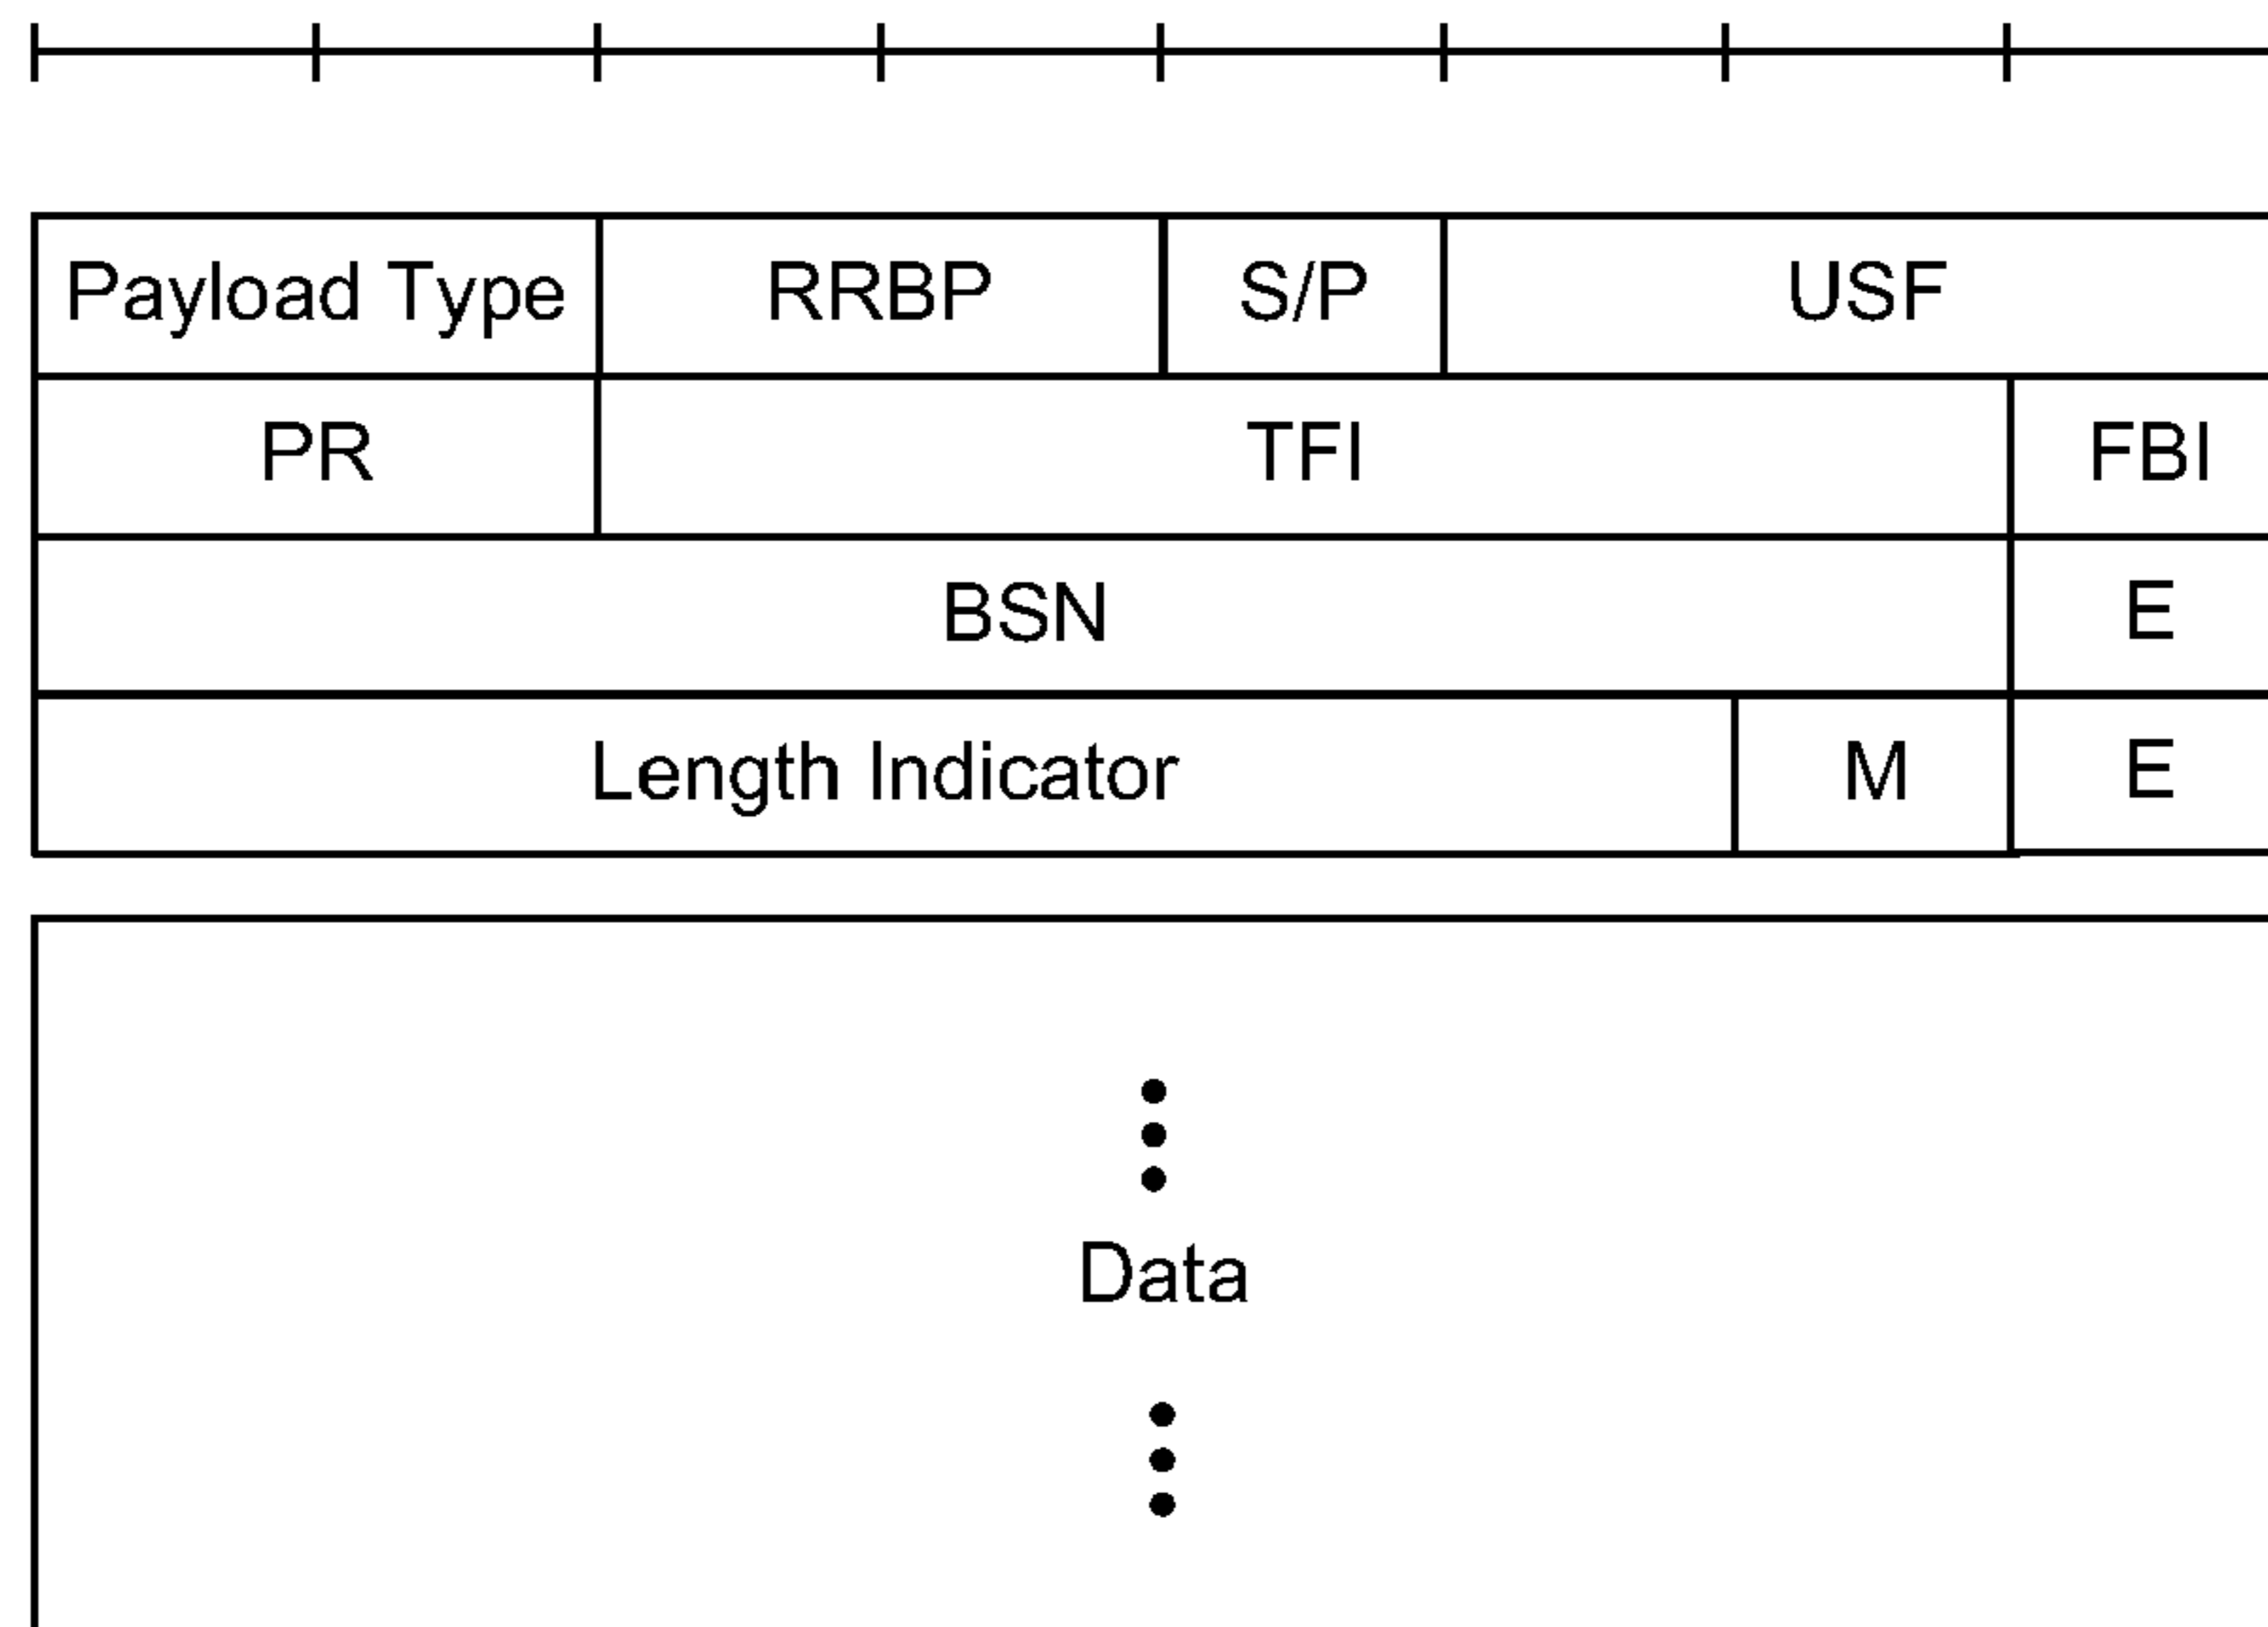 Payload Type RRBP S/P USF
PR TFI FBI
BSN E
Length Indicator M E
Data